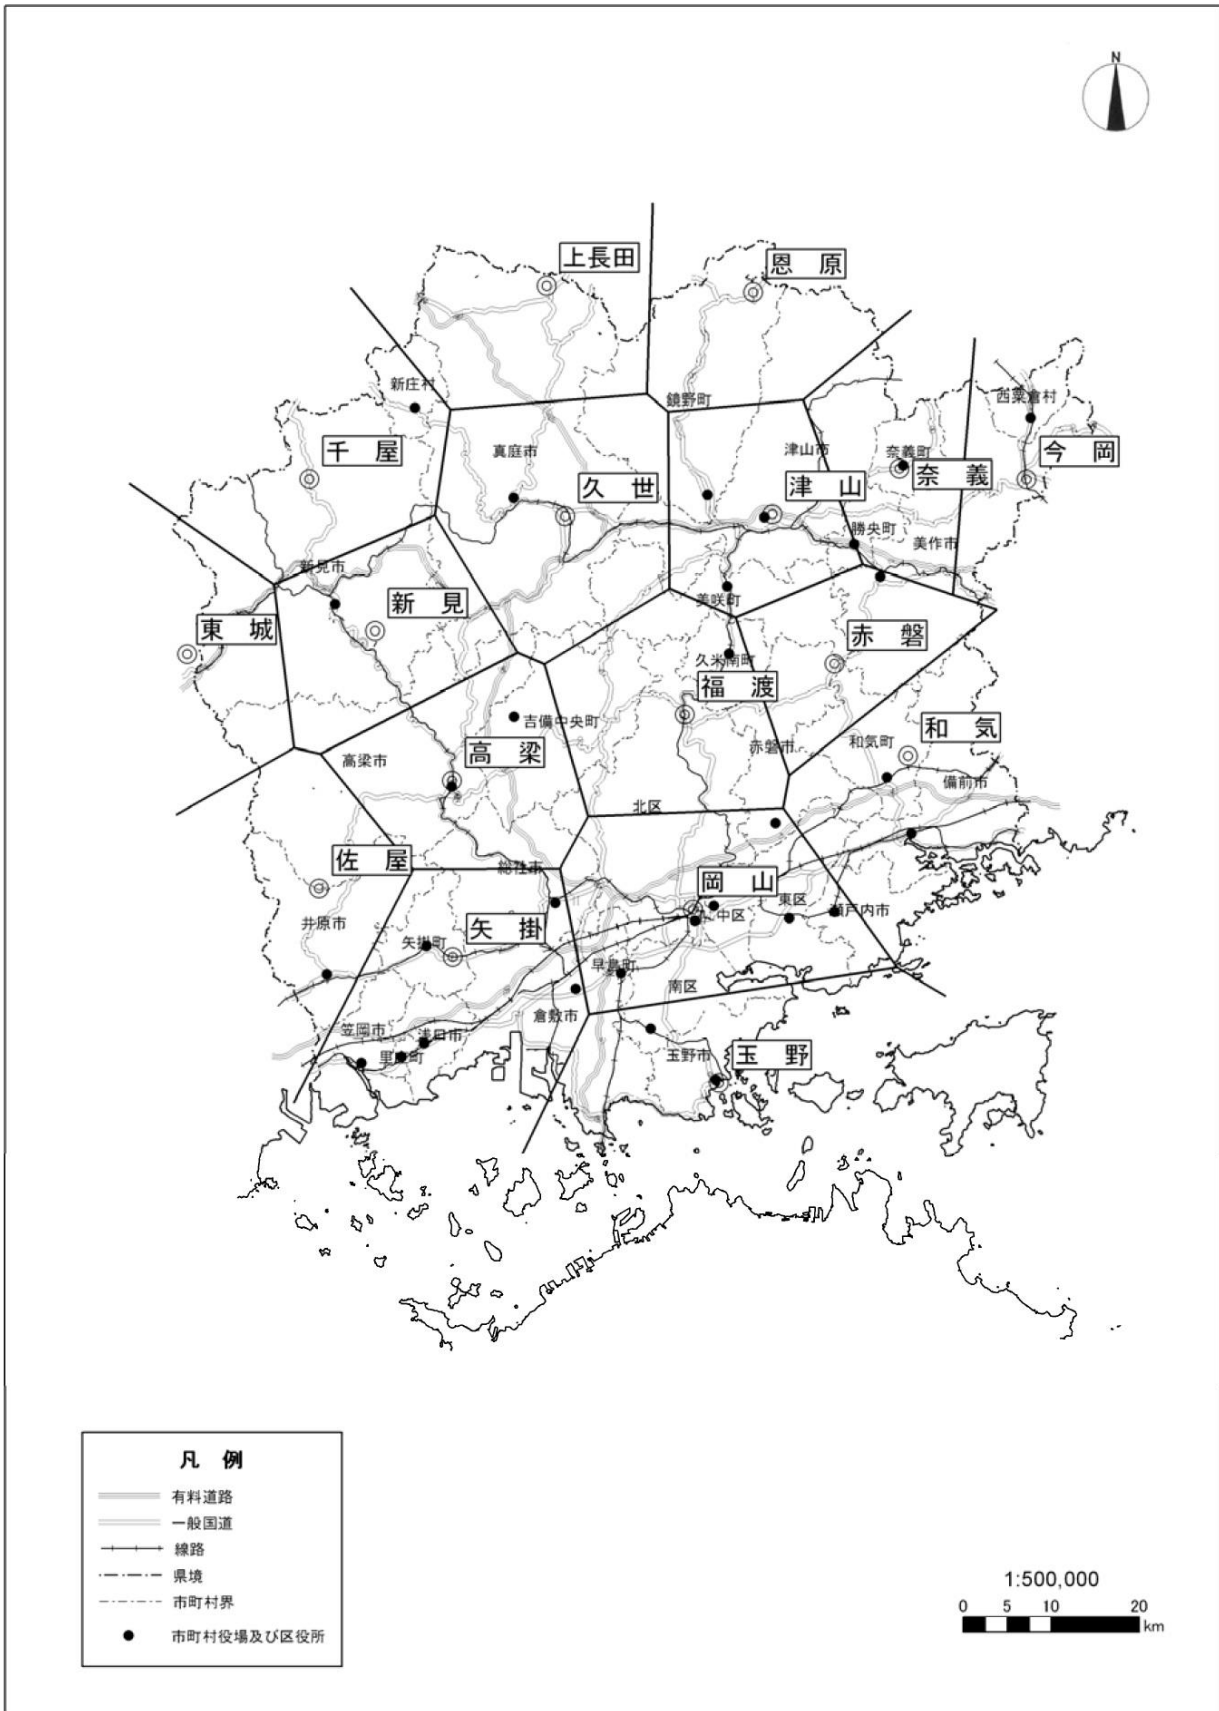 N
上長田
恩 原
新庄村
鏡野町
西粟倉村
千 屋
真庭市
久 世
津山市
津 山
奈義町
奈 義
今 岡
勝央町
美作市
新見市
新 見
美咲町
東 城
赤 磐
久米南町
福 渡
吉備中央町
高 梁
高梁市
赤磐市
和気町
和 気
備前市
北区
佐 屋
総社市
岡 山
井原市
矢掛町
矢 掛
中区
東区
瀬戸内市
早島町
南区
倉敷市
笠岡市
浅口市
里庄町
玉野市
玉 野
凡 例
有料道路
一般国道
線路
県境
市町村界
市町村役場及び区役所
1:500,000
0 5 10 20
km